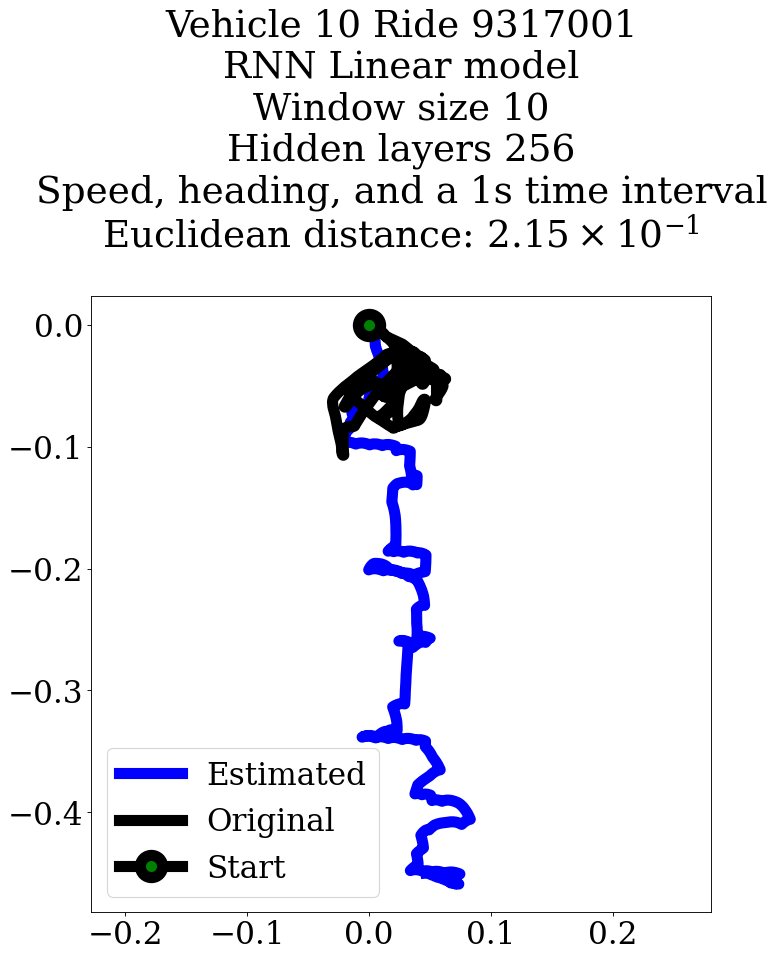 Vehicle 10 Ride 9317001
RNN Linear model
Window size 10
Hidden layers 256
Speed, heading, and a 1s time interval
Euclidean distance: 2.15 × 10⁻¹
0.0
−0.1
−0.2
−0.3
−0.4
Estimated
Original
Start
−0.2 −0.1 0.0 0.1 0.2